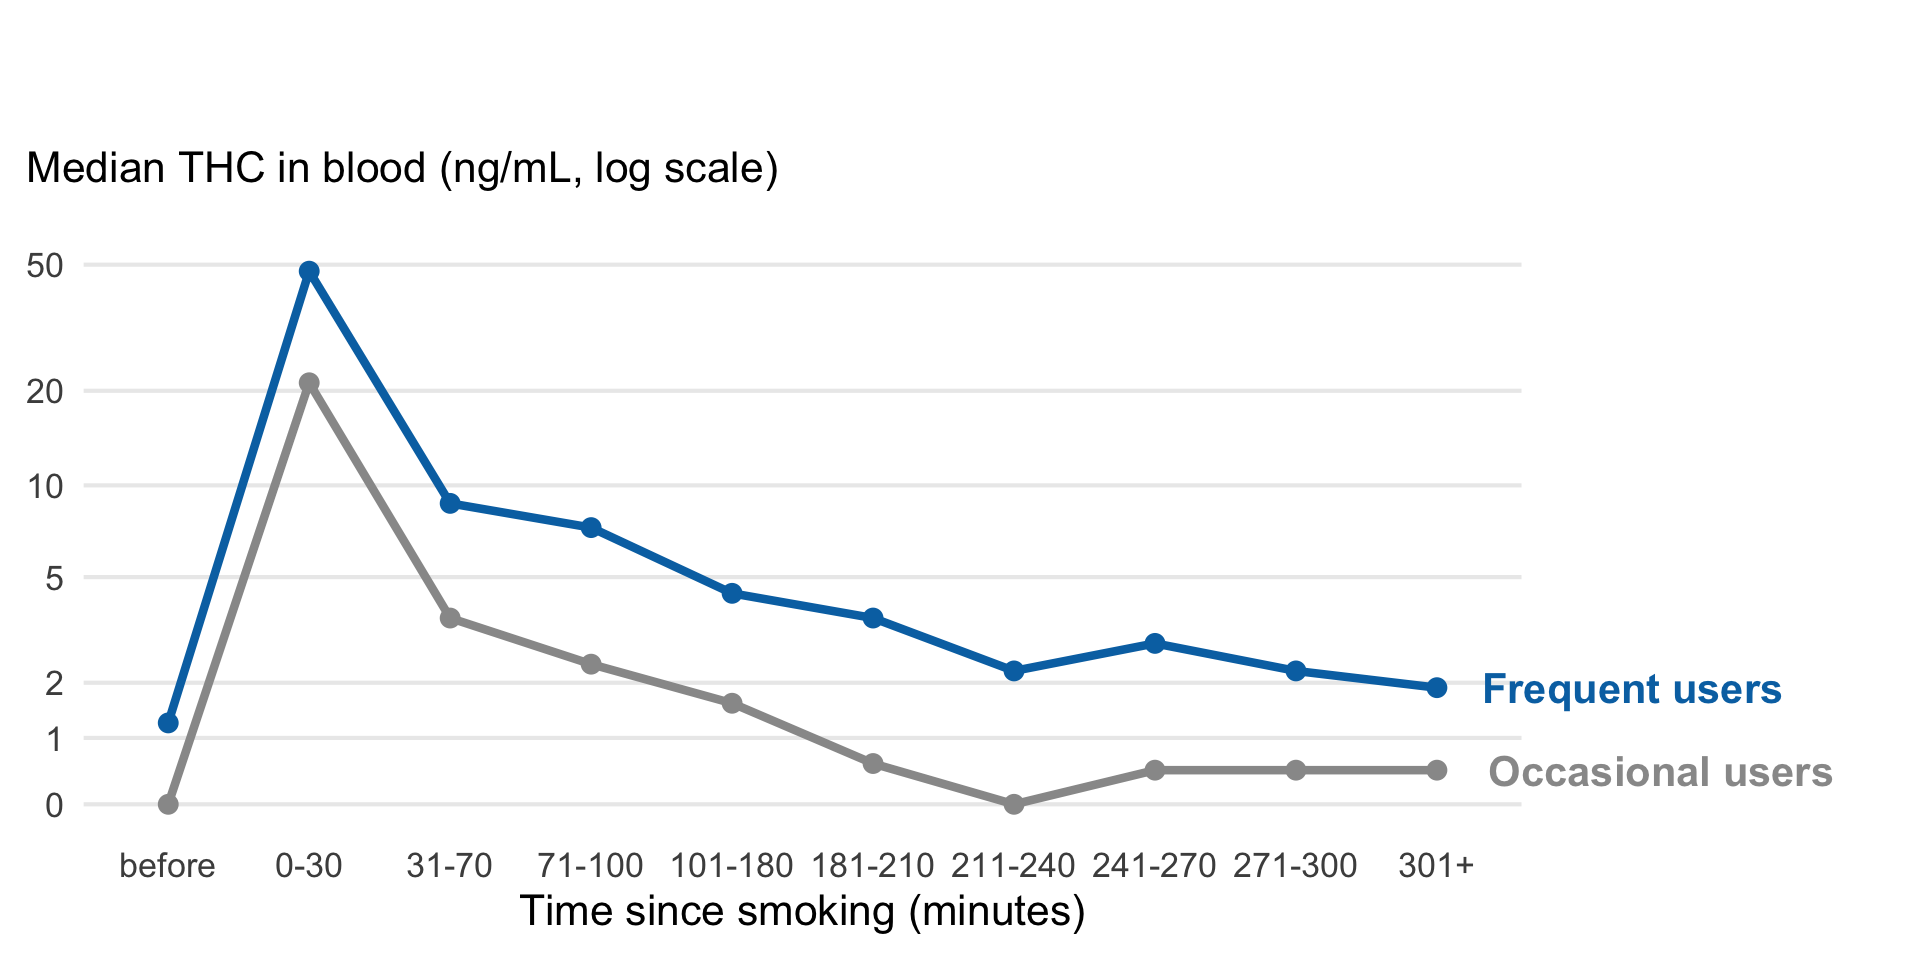 Median THC in blood (ng/mL, log scale)
50
20
10
5
2
1
0
Frequent users
Occasional users
before 0-30 31-70 71-100 101-180 181-210 211-240 241-270 271-300 301+
Time since smoking (minutes)